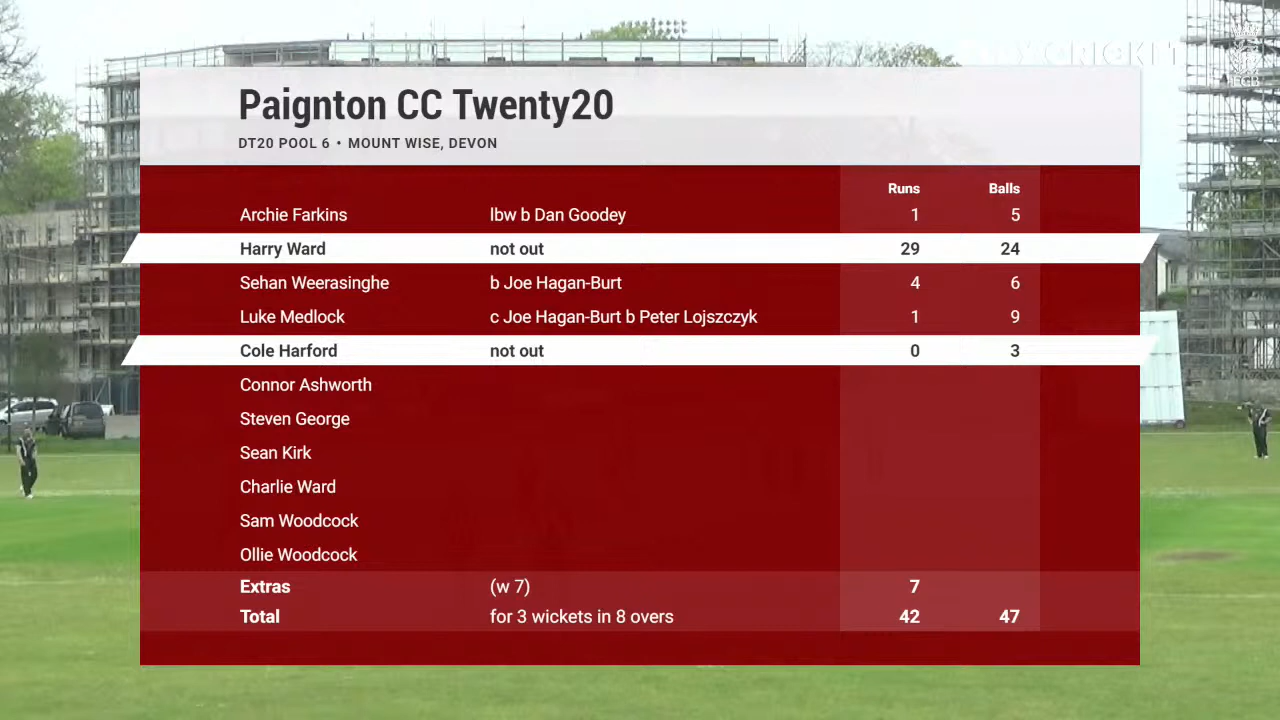 Paignton CC Twenty20
DT20 POOL 6 • MOUNT WISE, DEVON
Runs Balls
Archie Farkins lbw b Dan Goodey 1 5
Harry Ward not out 29 24
Sehan Weerasinghe b Joe Hagan-Burt 4 6
Luke Medlock c Joe Hagan-Burt b Peter Lojszczyk 1 9
Cole Harford not out 0 3
Connor Ashworth
Steven George
Sean Kirk
Charlie Ward
Sam Woodcock
Ollie Woodcock
Extras (w 7) 7
Total for 3 wickets in 8 overs 42 47